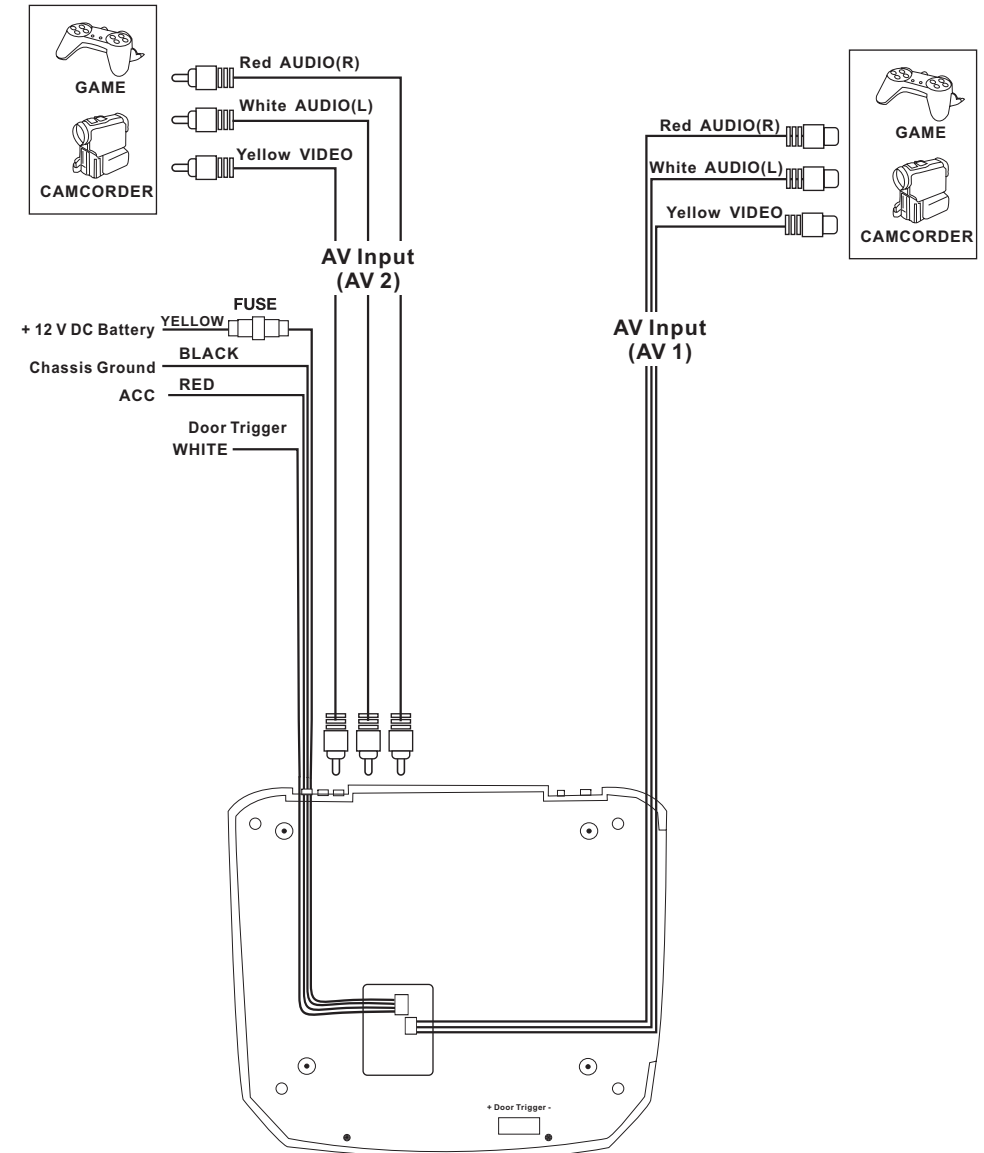 GAME
CAMCORDER
Red AUDIO(R)
White AUDIO(L)
Yellow VIDEO
AV Input
(AV 2)
Red AUDIO(R)
White AUDIO(L)
Yellow VIDEO
GAME
CAMCORDER
AV Input
(AV 1)
FUSE
+ 12 V DC Battery YELLOW
Chassis Ground BLACK
ACC RED
Door Trigger
WHITE
+ Door Trigger -